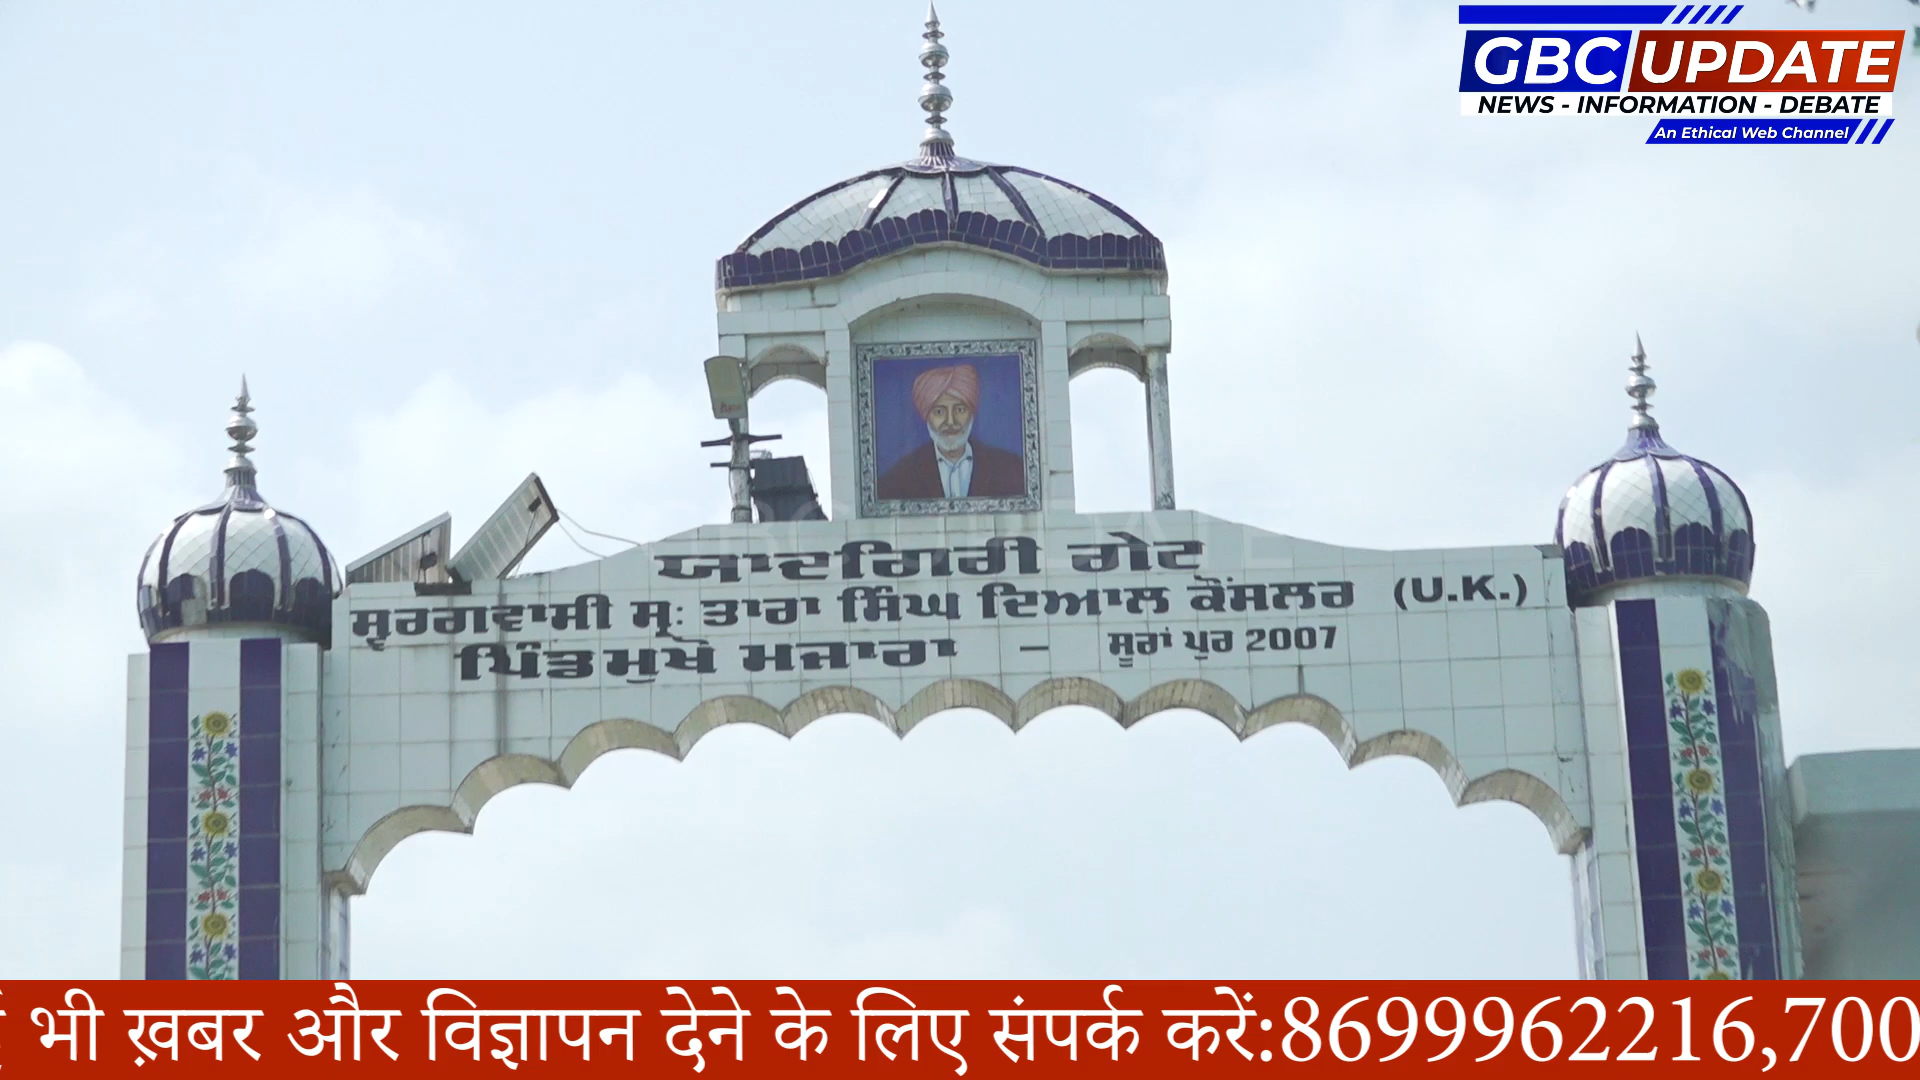 GBC UPDATE
NEWS - INFORMATION - DEBATE
An Ethical Web Channel
ਯਾਦਗਿਰੀ ਗੇਟ
ਸ੍ਵਰਗਵਾਸੀ ਸ੍ਰ: ਤਾਰਾ ਸਿੰਘ ਦਿਆਲ ਕੌਂਸਲਰ (U.K.)
ਪਿੰਡ ਮੁਖੋ ਮਜਾਰਾ - ਸੂਰਾਂ ਪੁਰ 2007
भी ख़बर और विज्ञापन देने के लिए संपर्क करें:8699962216,700